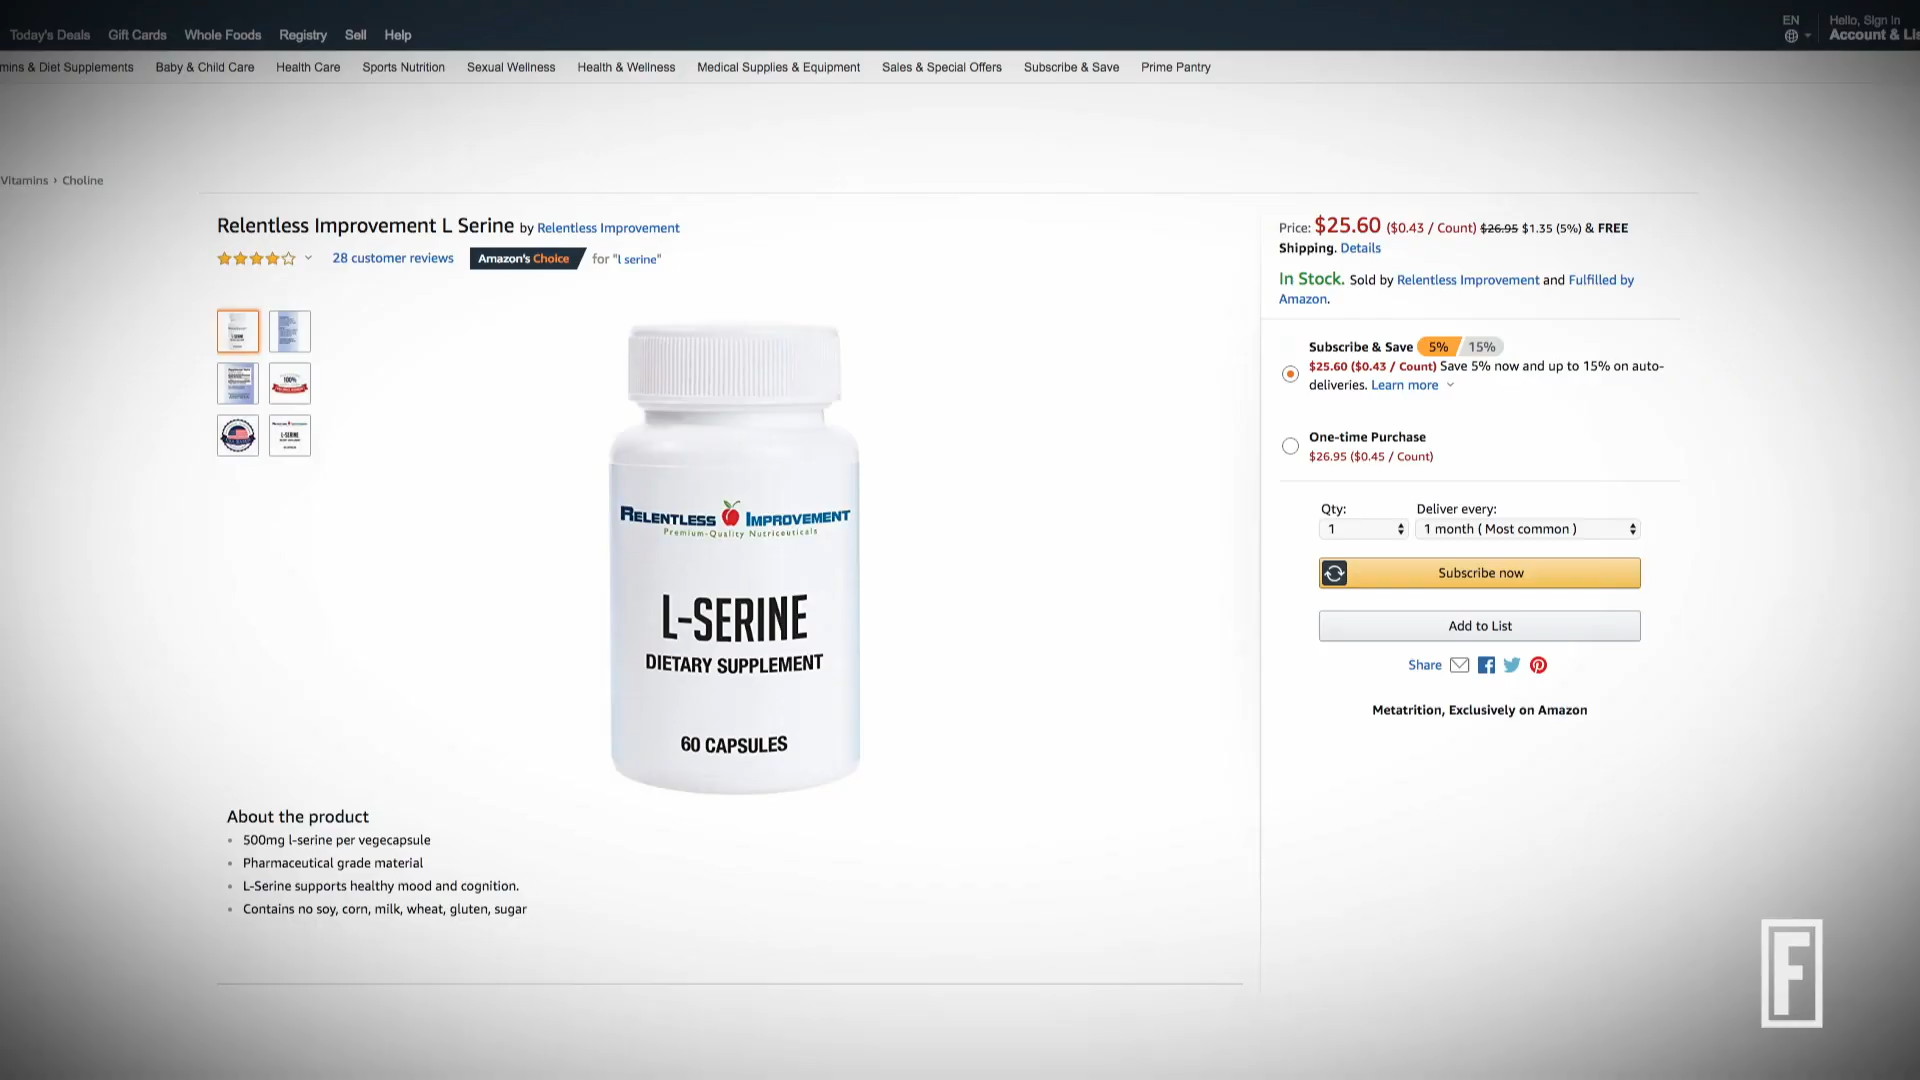 Today's Deals Gift Cards Whole Foods Registry Sell Help
EN
Hello, Sign in
Account & Lis
mins & Diet Supplements Baby & Child Care Health Care Sports Nutrition Sexual Wellness Health & Wellness Medical Supplies & Equipment Sales & Special Offers Subscribe & Save Prime Pantry
Vitamins › Choline
Relentless Improvement L Serine by Relentless Improvement
28 customer reviews Amazon's Choice for "l serine"
RELENTLESS IMPROVEMENT
Premium-Quality Nutriceuticals
L-SERINE
DIETARY SUPPLEMENT
60 CAPSULES
About the product
500mg l-serine per vegecapsule
Pharmaceutical grade material
L-Serine supports healthy mood and cognition.
Contains no soy, corn, milk, wheat, gluten, sugar
Price: $25.60 ($0.43 / Count) $26.95 $1.35 (5%) & FREE
Shipping. Details
In Stock. Sold by Relentless Improvement and Fulfilled by
Amazon.
Subscribe & Save 5% 15%
$25.60 ($0.43 / Count) Save 5% now and up to 15% on auto-
deliveries. Learn more
One-time Purchase
$26.95 ($0.45 / Count)
Qty: Deliver every:
1 1 month ( Most common )
Subscribe now
Add to List
Share
Metatrition, Exclusively on Amazon
100%
L-SERINE
L-SERINE
F